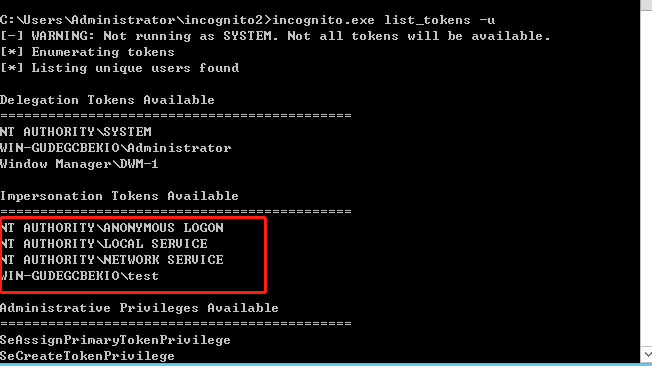 C:\Users\Administrator\incognito2>incognito.exe list_tokens -u
[-] WARNING: Not running as SYSTEM. Not all tokens will be available.
[*] Enumerating tokens
[*] Listing unique users found
Delegation Tokens Available
============================================
NT AUTHORITY\SYSTEM
WIN-GUDEGCBEKIO\Administrator
Window Manager\DWM-1
Impersonation Tokens Available
============================================
NT AUTHORITY\ANONYMOUS LOGON
NT AUTHORITY\LOCAL SERVICE
NT AUTHORITY\NETWORK SERVICE
WIN-GUDEGCBEKIO\test
Administrative Privileges Available
============================================
SeAssignPrimaryTokenPrivilege
SeCreateTokenPrivilege